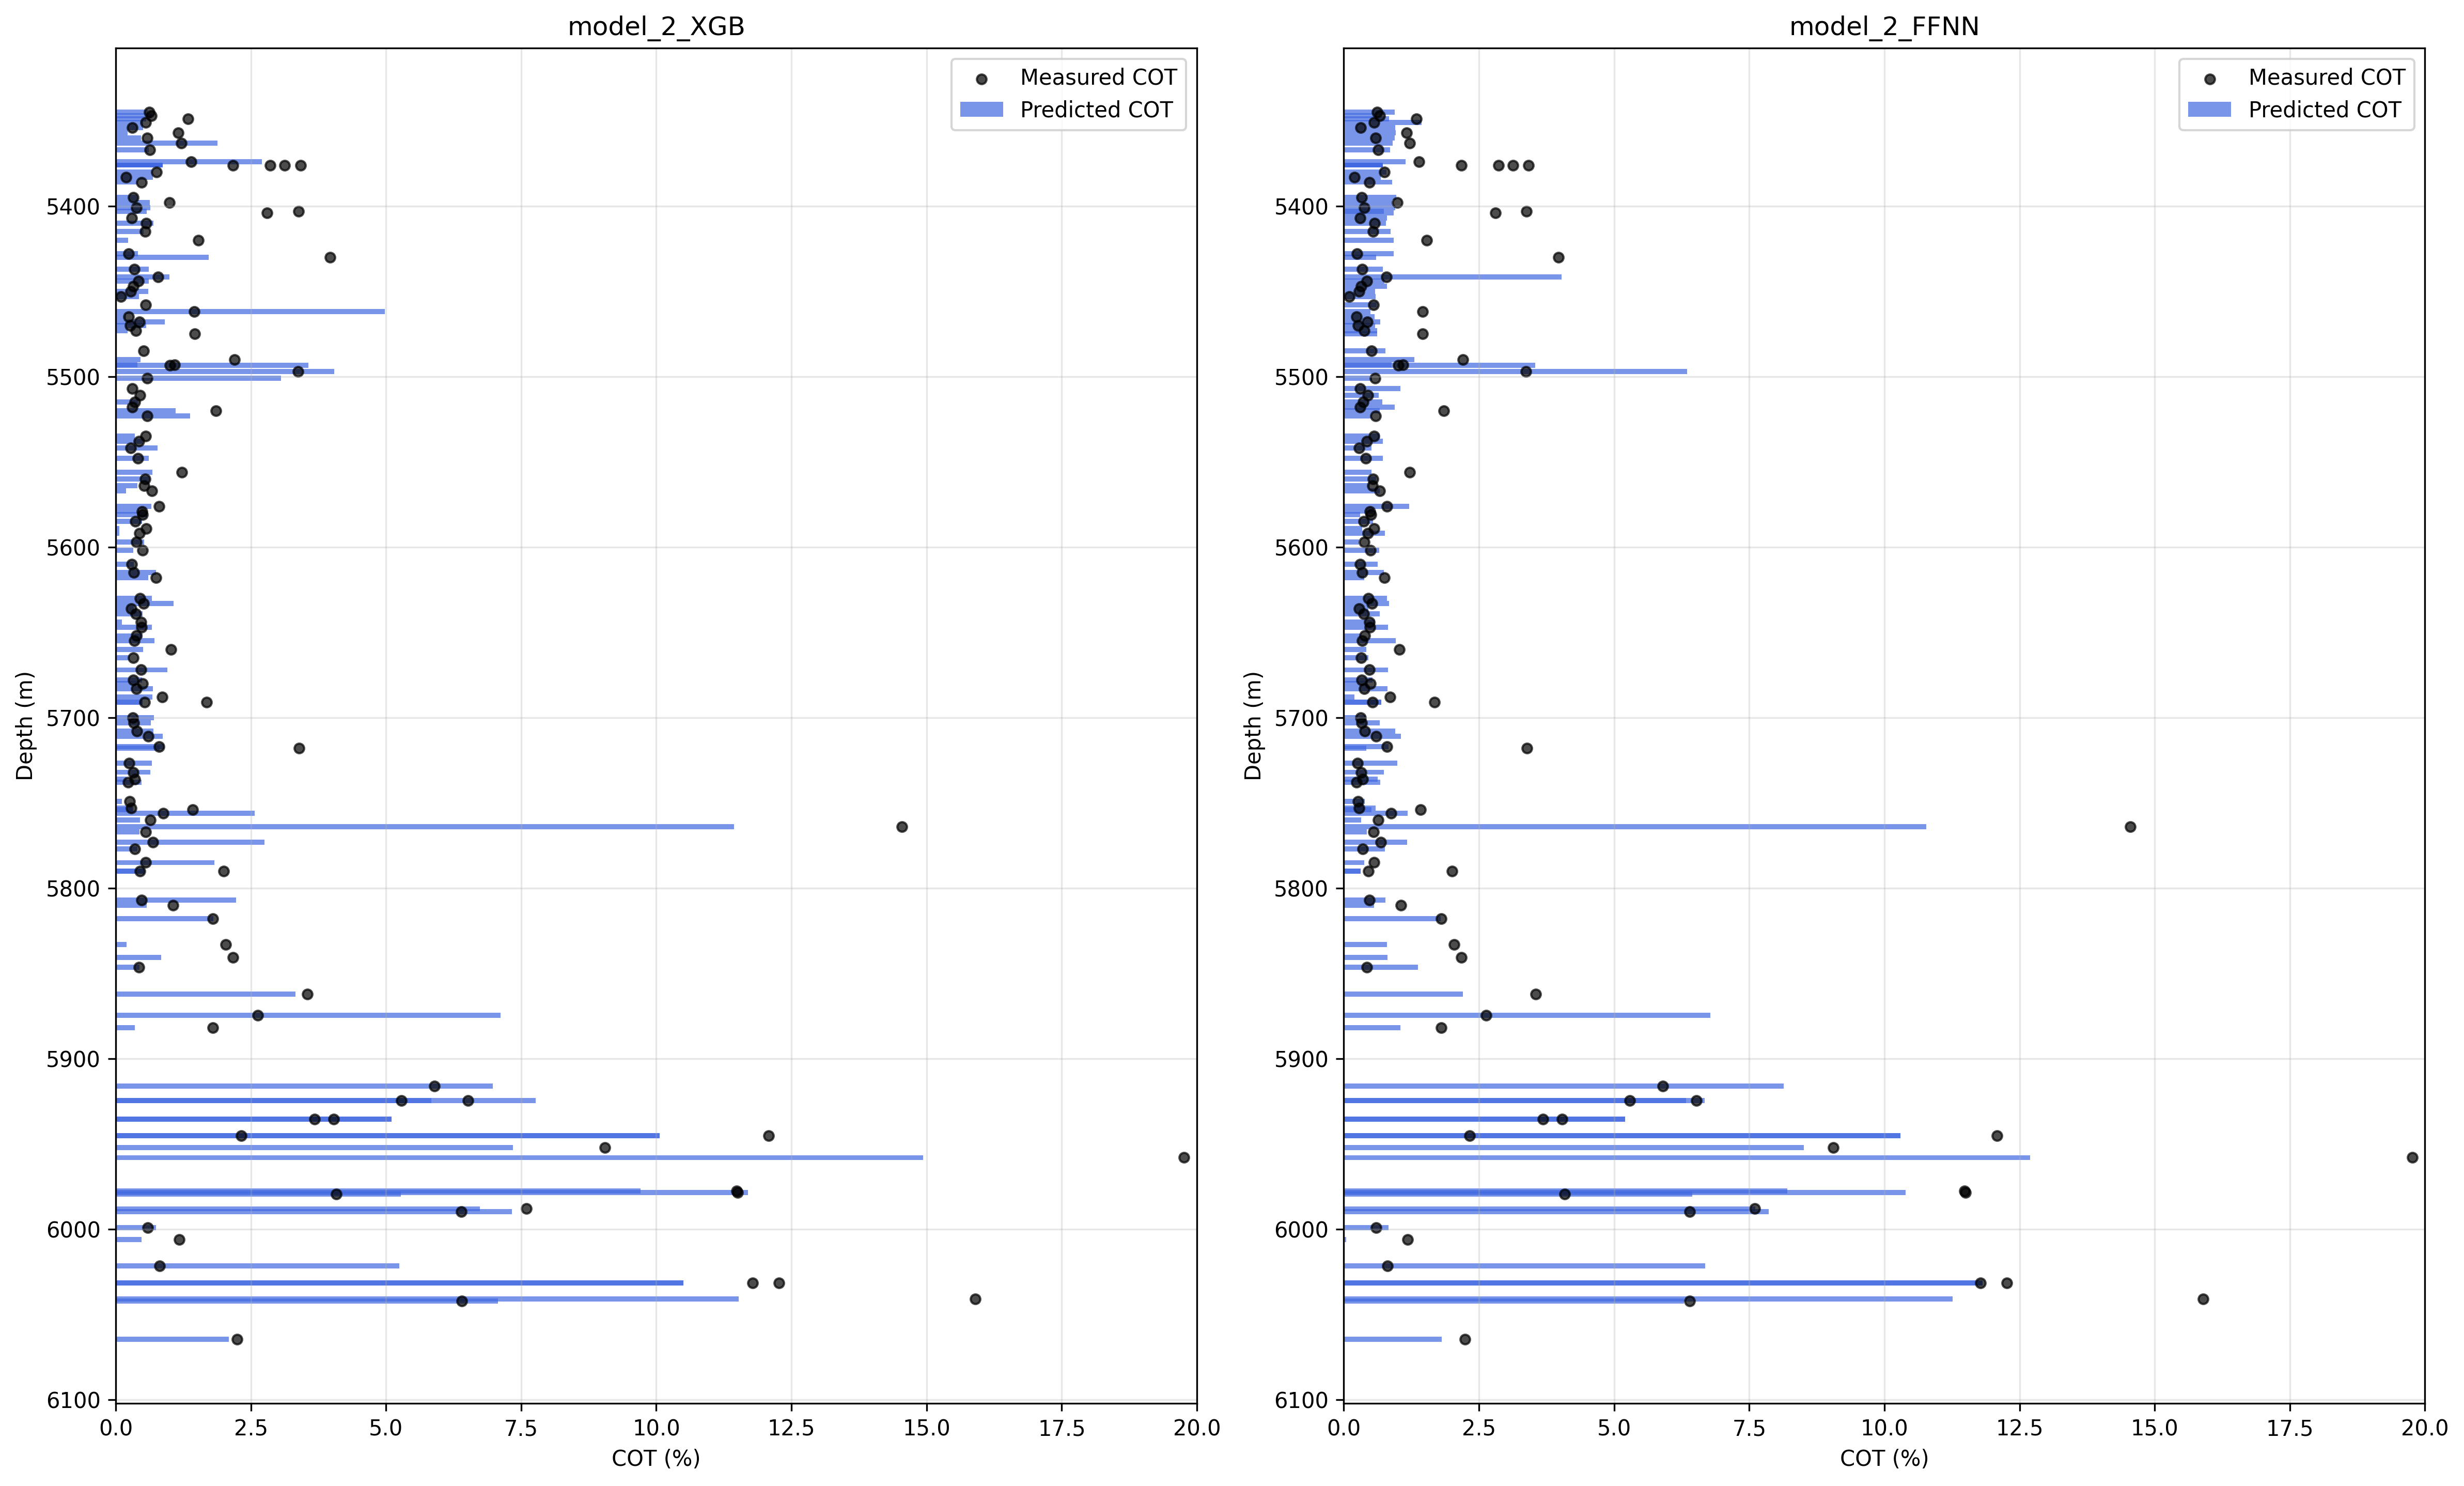 model_2_XGB
Measured COT
Predicted COT
Depth (m)
5400
5500
5600
5700
5800
5900
6000
6100
0.0 2.5 5.0 7.5 10.0 12.5 15.0 17.5 20.0
COT (%)
model_2_FFNN
Measured COT
Predicted COT
Depth (m)
5400
5500
5600
5700
5800
5900
6000
6100
0.0 2.5 5.0 7.5 10.0 12.5 15.0 17.5 20.0
COT (%)